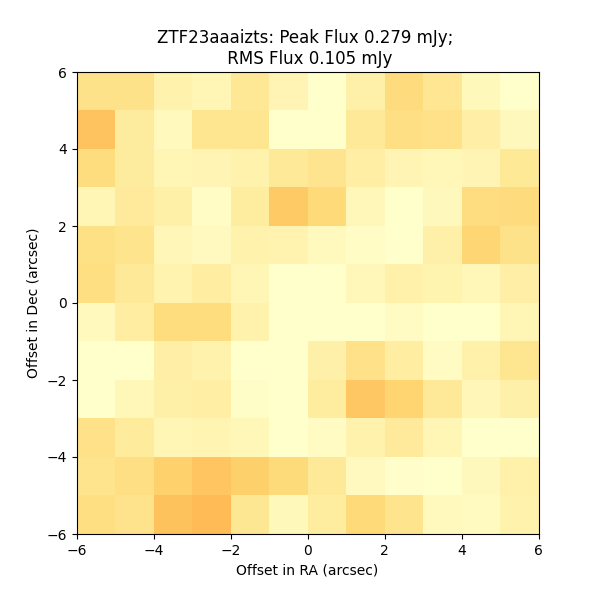 ZTF23aaaizts: Peak Flux 0.279 mJy;
RMS Flux 0.105 mJy
6
4
2
0
−2
−4
−6
Offset in Dec (arcsec)
−6 −4 −2 0 2 4 6
Offset in RA (arcsec)